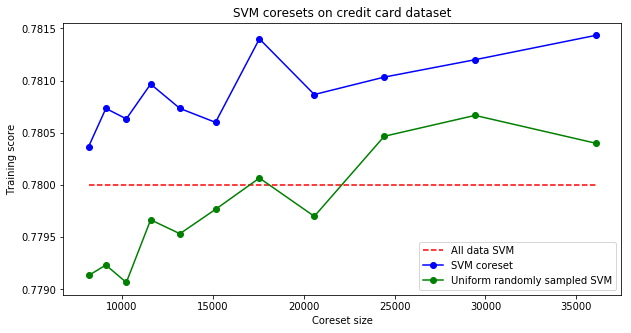 SVM coresets on credit card dataset
Training score
0.7815
0.7810
0.7805
0.7800
0.7795
0.7790
All data SVM
SVM coreset
Uniform randomly sampled SVM
10000 15000 20000 25000 30000 35000
Coreset size